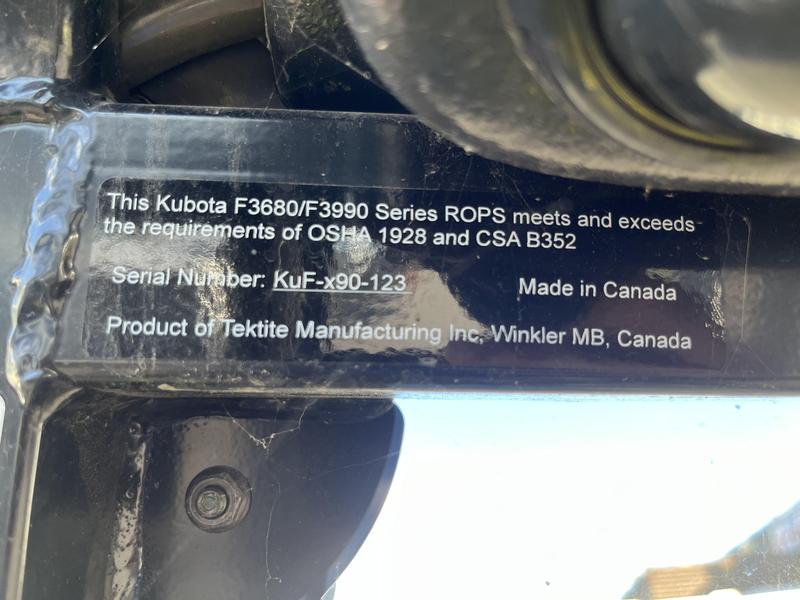 This Kubota F3680/F3990 Series ROPS meets and exceeds
the requirements of OSHA 1928 and CSA B352
Serial Number: KuF-x90-123
Made in Canada
Product of Tektite Manufacturing Inc, Winkler MB, Canada